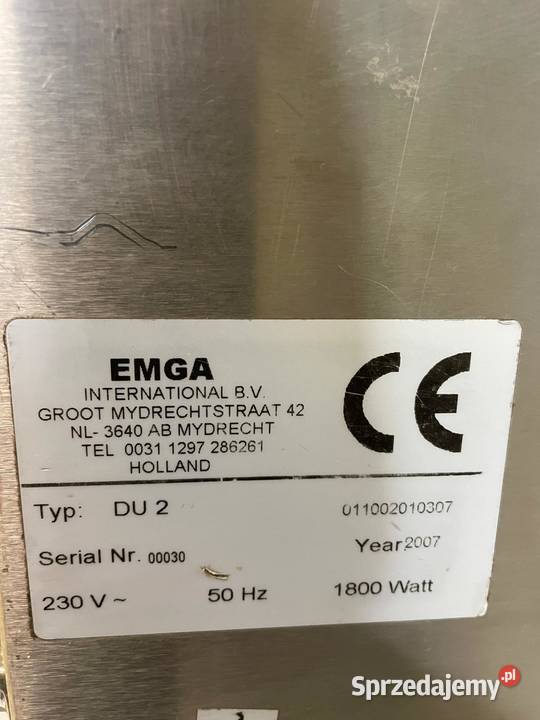 EMGA
INTERNATIONAL B.V.
GROOT MYDRECHTSTRAAT 42
NL- 3640 AB MYDRECHT
TEL 0031 1297 286261
HOLLAND
CE
Typ: DU 2 011002010307
Serial Nr. 00030 Year 2007
230 V ~ 50 Hz 1800 Watt
Sprzedajemy.pl